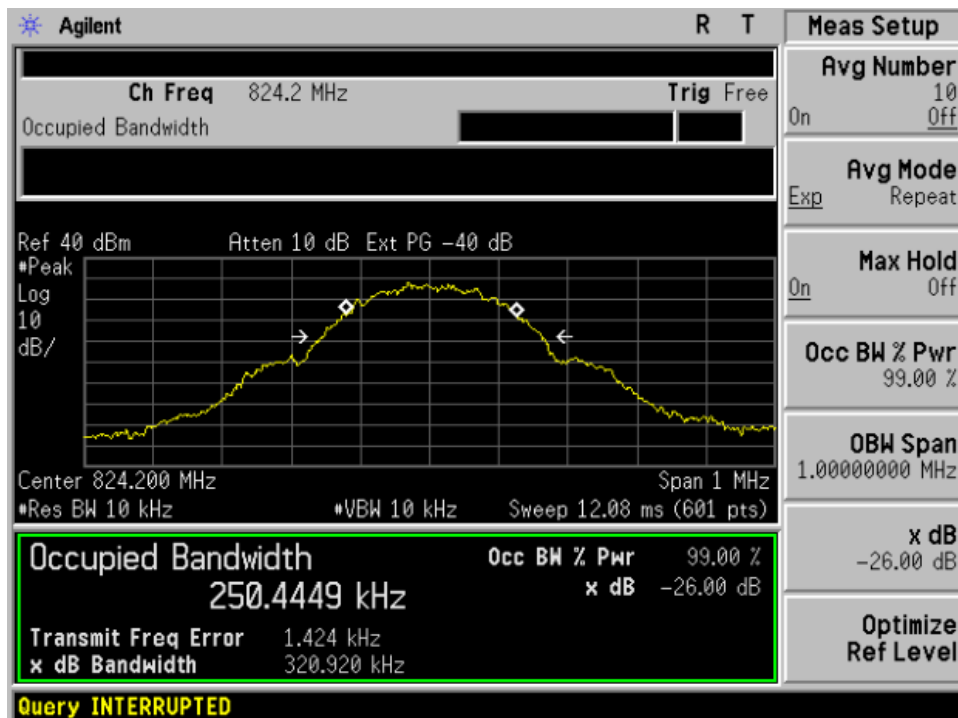 Agilent R T
Ch Freq 824.2 MHz Trig Free
Occupied Bandwidth
Ref 40 dBm Atten 10 dB Ext PG -40 dB
#Peak
Log
10
dB/
Center 824.200 MHz Span 1 MHz
#Res BW 10 kHz #VBW 10 kHz Sweep 12.08 ms (601 pts)
Occupied Bandwidth Occ BW % Pwr 99.00 %
250.4449 kHz x dB -26.00 dB
Transmit Freq Error 1.424 kHz
x dB Bandwidth 320.920 kHz
Query INTERRUPTED
Meas Setup
Avg Number
10
On Off
Avg Mode
Exp Repeat
Max Hold
On Off
Occ BW % Pwr
99.00 %
OBW Span
1.00000000 MHz
x dB
-26.00 dB
Optimize
Ref Level